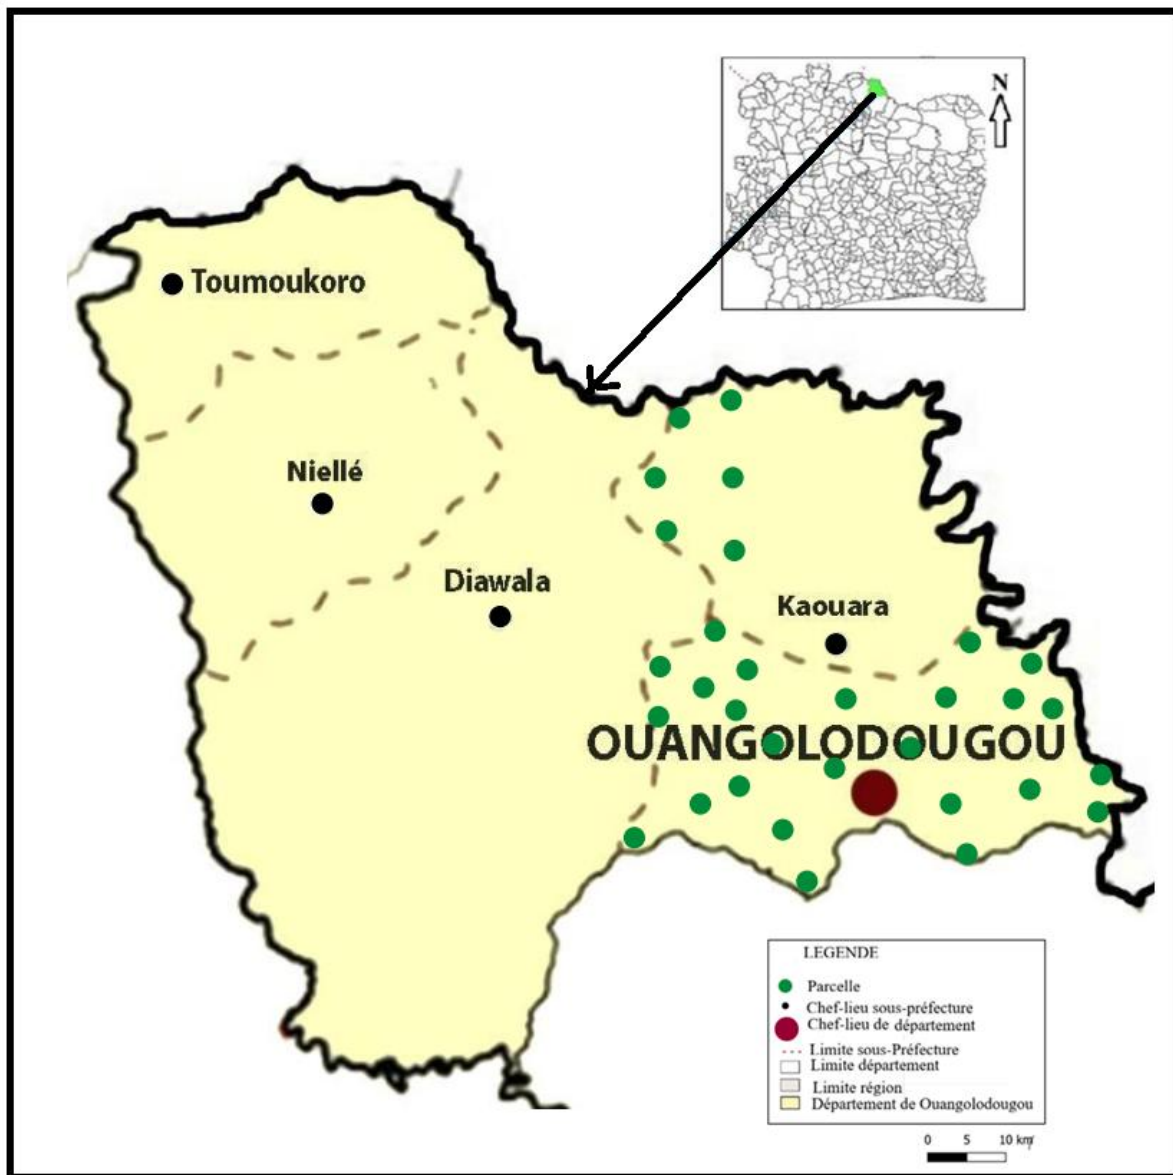 N
Toumoukoro
Niellé
Diawala
Kaouara
OUANGOLODOUGOU
LEGENDE
Parcelle
Chef-lieu sous-préfecture
Chef-lieu de département
Limite sous-Préfecture
Limite département
Limite région
Département de Ouangolodougou
0 5 10 km